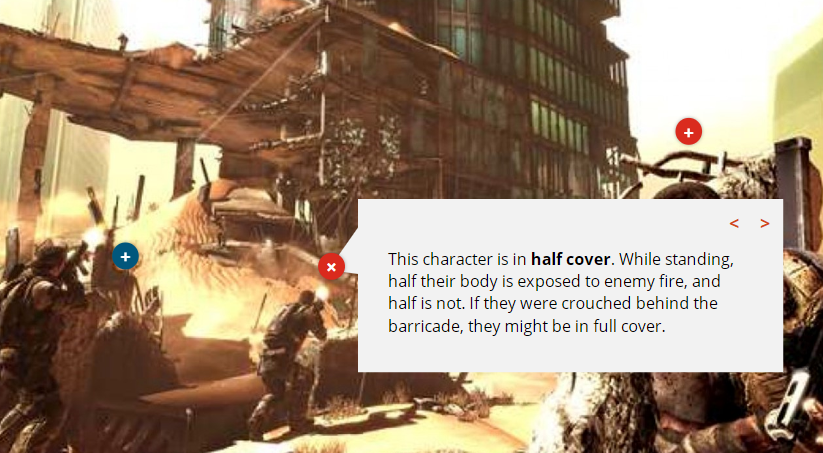 < >
This character is in half cover. While standing,
half their body is exposed to enemy fire, and
half is not. If they were crouched behind the
barricade, they might be in full cover.